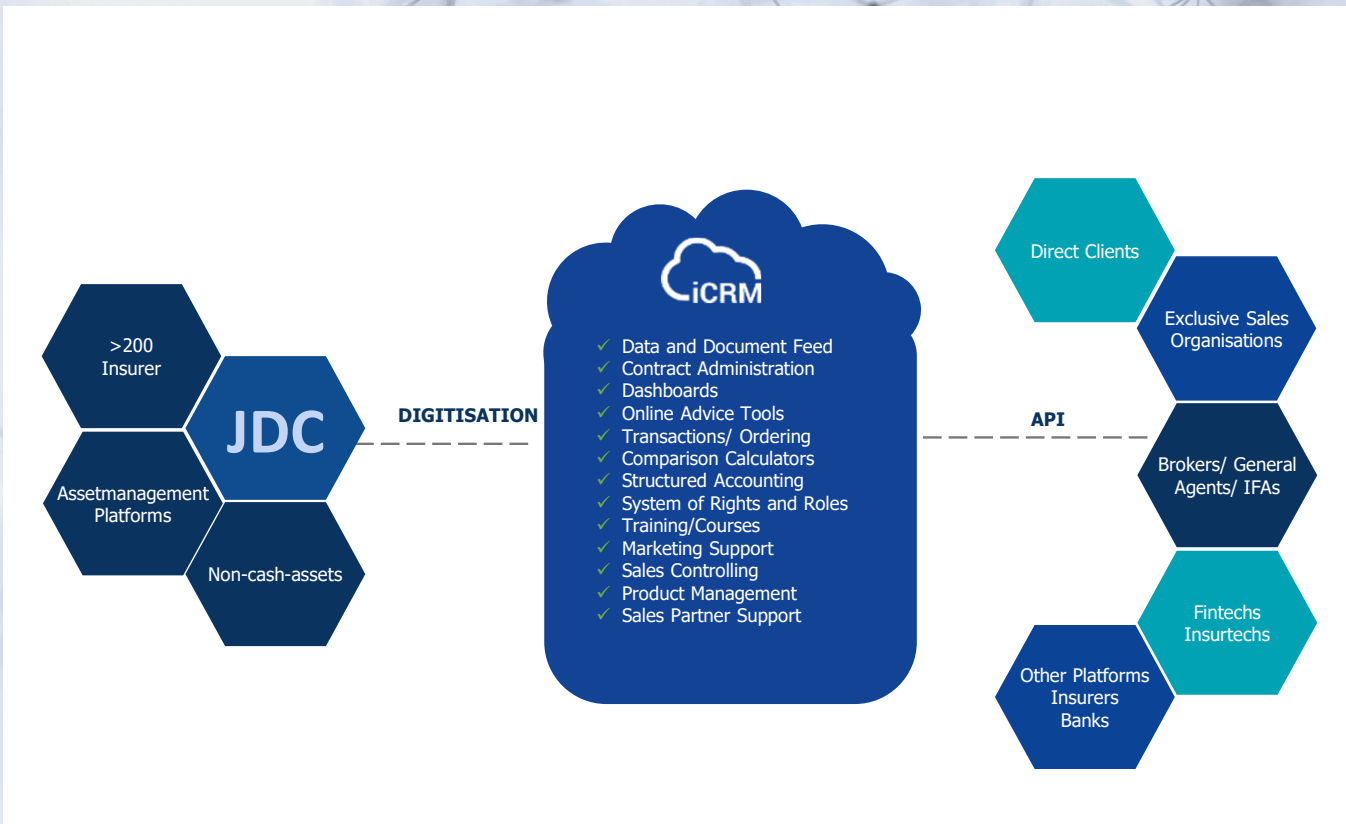 >200
Insurer
JDC
Assetmanagement
Platforms
Non-cash-assets
DIGITISATION
iCRM
Data and Document Feed
Contract Administration
Dashboards
Online Advice Tools
Transactions/ Ordering
Comparison Calculators
Structured Accounting
System of Rights and Roles
Training/Courses
Marketing Support
Sales Controlling
Product Management
Sales Partner Support
API
Direct Clients
Exclusive Sales
Organisations
Brokers/ General
Agents/ IFAs
Fintechs
Insurtechs
Other Platforms
Insurers
Banks